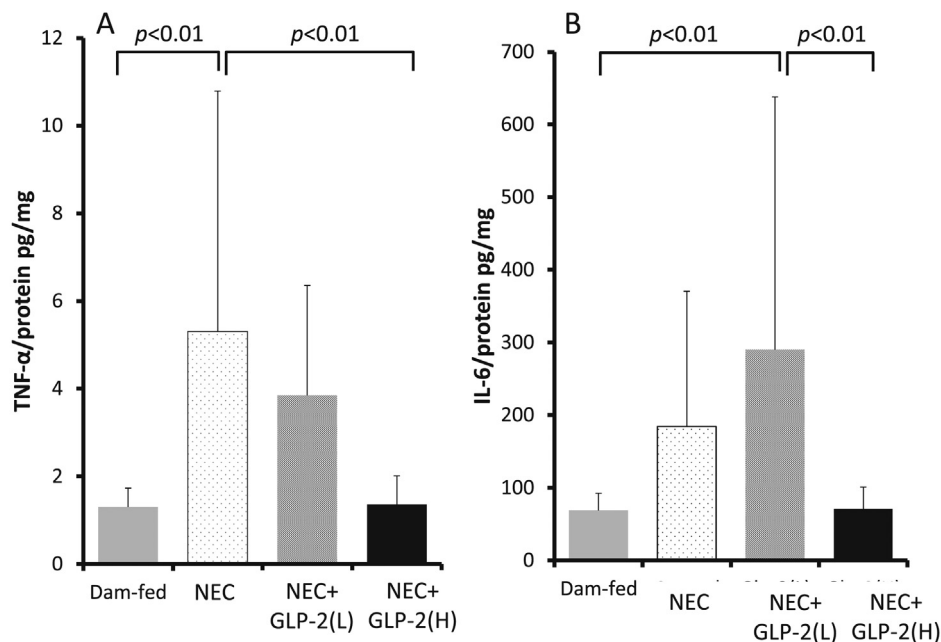 A
p<0.01
p<0.01
12
10
8
6
4
2
0
TNF-α/protein pg/mg
Dam-fed
NEC
NEC+
GLP-2(L)
NEC+
GLP-2(H)
B
p<0.01
p<0.01
700
600
500
400
300
200
100
0
IL-6/protein pg/mg
Dam-fed
NEC
NEC+
GLP-2(L)
NEC+
GLP-2(H)